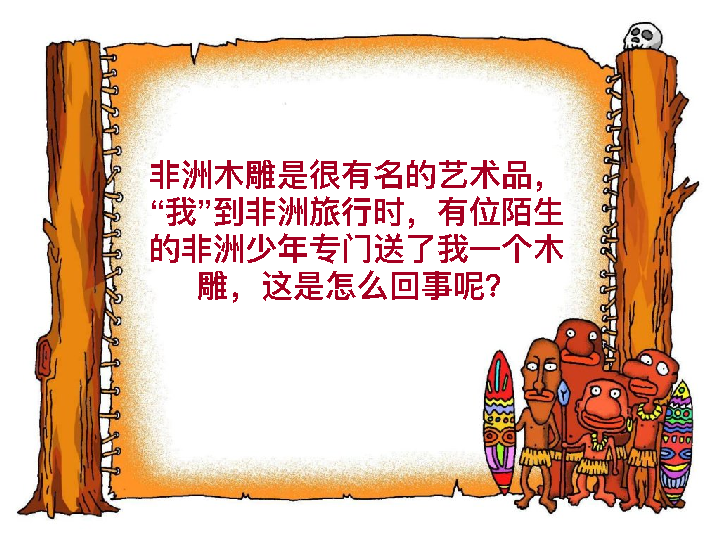 非洲木雕是很有名的艺术品，
“我”到非洲旅行时，有位陌生
的非洲少年专门送了我一个木
雕，这是怎么回事呢？